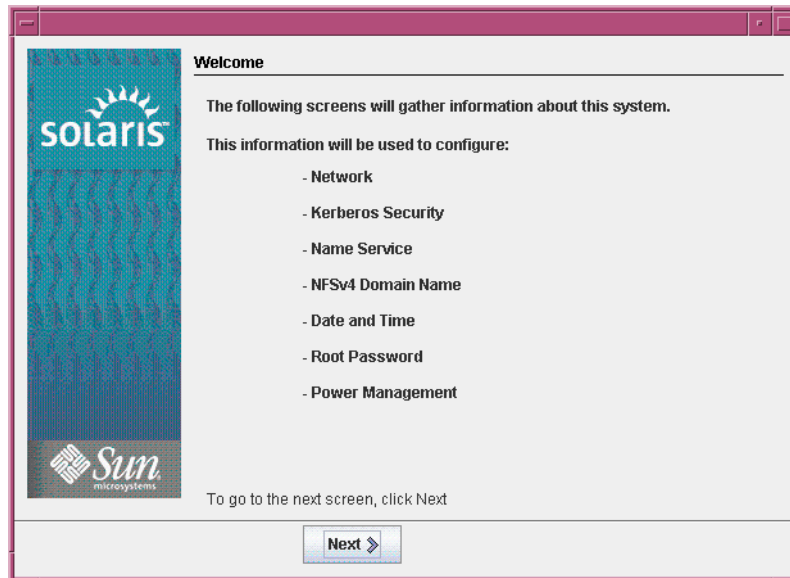 solaris™
Sun
microsystems
Welcome
The following screens will gather information about this system.
This information will be used to configure:
- Network
- Kerberos Security
- Name Service
- NFSv4 Domain Name
- Date and Time
- Root Password
- Power Management
To go to the next screen, click Next
Next